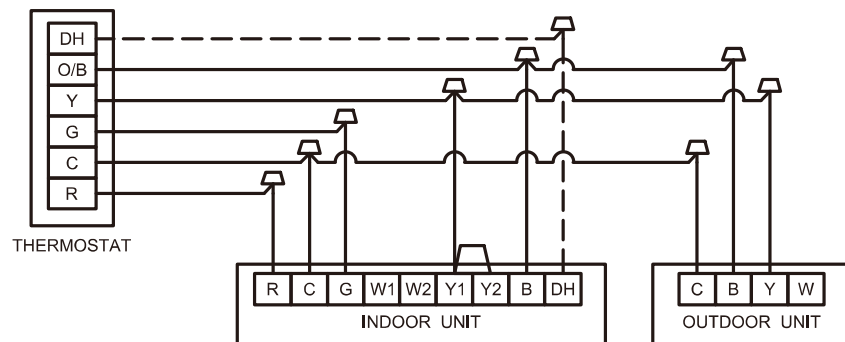 DH
O/B
Y
G
C
R
THERMOSTAT
R C G W1 W2 Y1 Y2 B DH
INDOOR UNIT
C B Y W
OUTDOOR UNIT